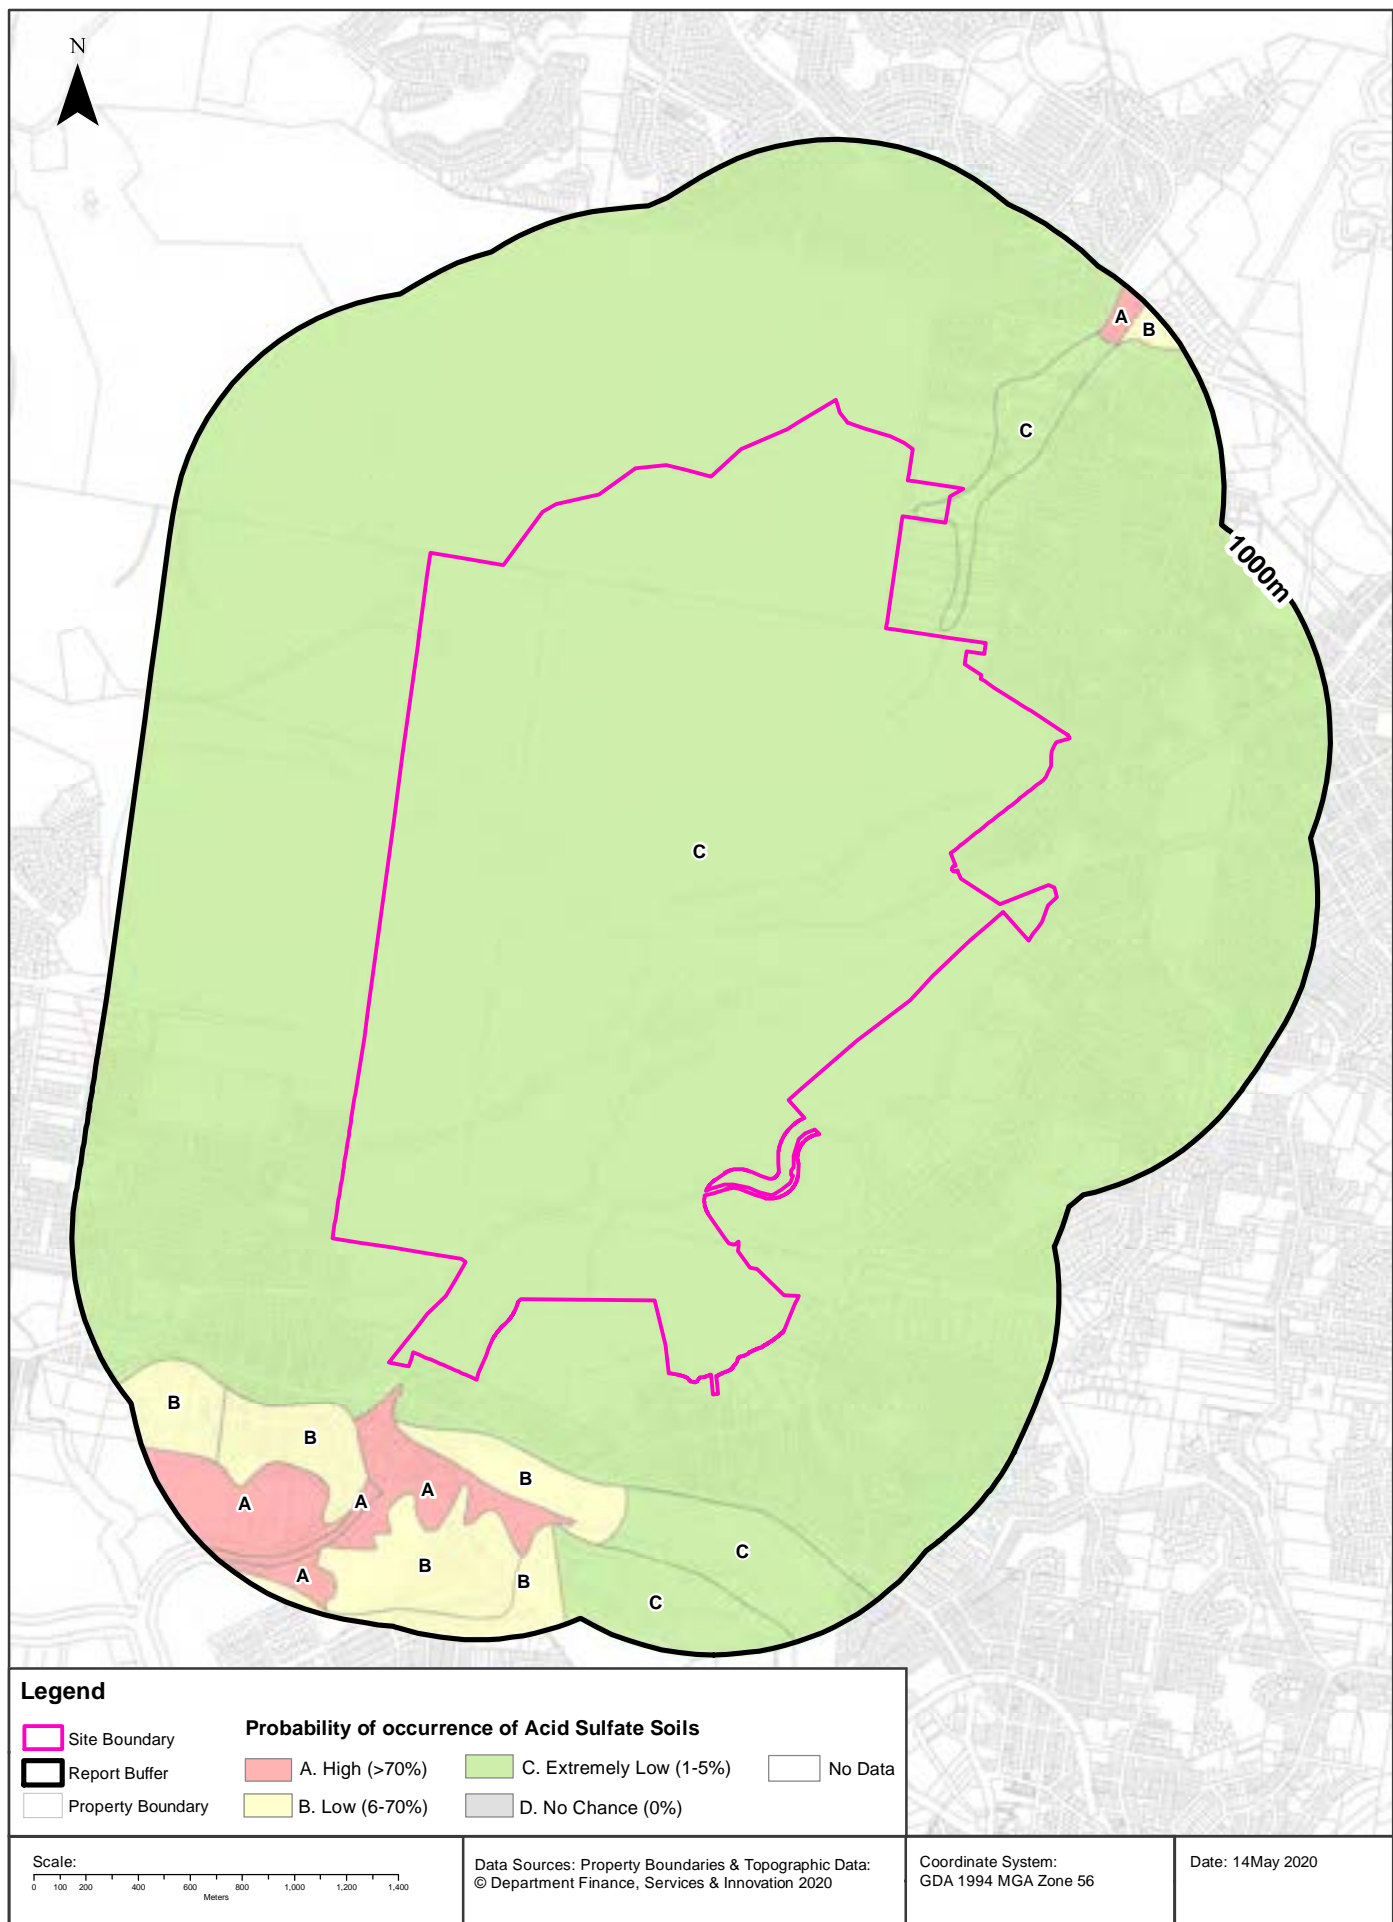 N
A
B
C
1000m
C
B
B
B
A
A
A
C
B
A
B
C
Legend
Site Boundary
Report Buffer
Property Boundary
Probability of occurrence of Acid Sulfate Soils
A. High (>70%)
B. Low (6-70%)
C. Extremely Low (1-5%)
D. No Chance (0%)
No Data
Scale:
0 100 200 400 600 800 1,000 1,200 1,400
Meters
Data Sources: Property Boundaries & Topographic Data:
© Department Finance, Services & Innovation 2020
Coordinate System:
GDA 1994 MGA Zone 56
Date: 14May 2020